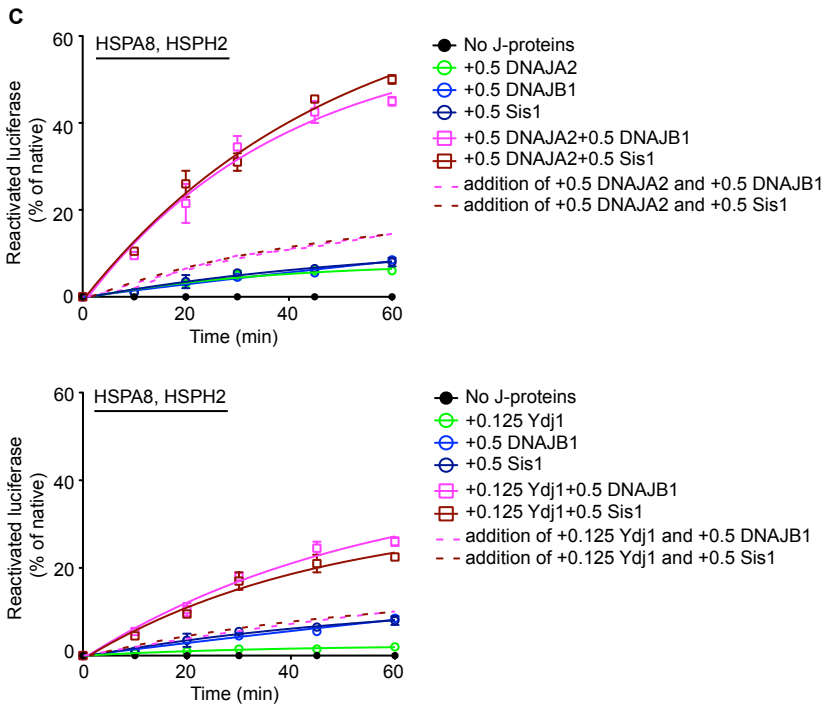 C
HSPA8, HSPH2
60
40
20
0
0
20
40
60
Reactivated luciferase
(% of native)
Time (min)
No J-proteins
+0.5 DNAJA2
+0.5 DNAJB1
+0.5 Sis1
+0.5 DNAJA2+0.5 DNAJB1
+0.5 DNAJA2+0.5 Sis1
addition of +0.5 DNAJA2 and +0.5 DNAJB1
addition of +0.5 DNAJA2 and +0.5 Sis1
HSPA8, HSPH2
60
40
20
0
0
20
40
60
Reactivated luciferase
(% of native)
Time (min)
No J-proteins
+0.125 Ydj1
+0.5 DNAJB1
+0.5 Sis1
+0.125 Ydj1+0.5 DNAJB1
+0.125 Ydj1+0.5 Sis1
addition of +0.125 Ydj1 and +0.5 DNAJB1
addition of +0.125 Ydj1 and +0.5 Sis1